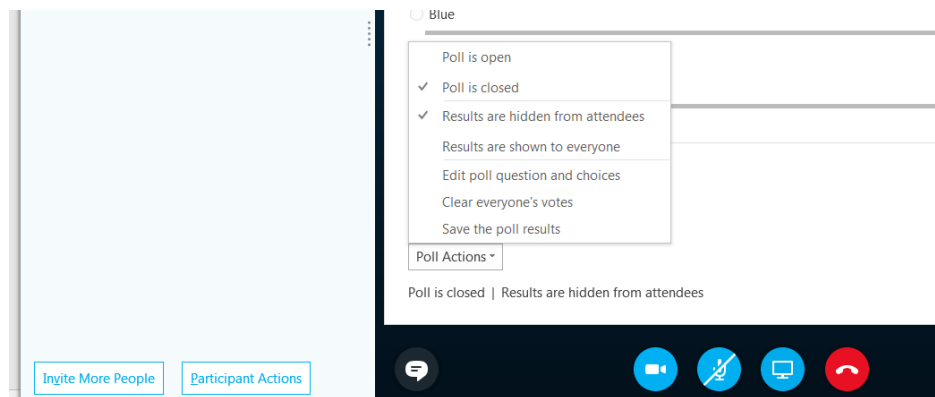 Blue
Poll is open
Poll is closed
Results are hidden from attendees
Results are shown to everyone
Edit poll question and choices
Clear everyone's votes
Save the poll results
Poll Actions
Poll is closed | Results are hidden from attendees
Invite More People
Participant Actions